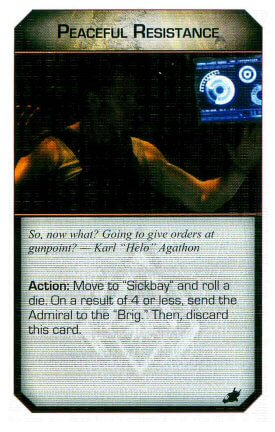 PEACEFUL RESISTANCE
So, now what? Going to give orders at
gunpoint? — Karl "Helo" Agathon
Action: Move to "Sickbay" and roll a
die. On a result of 4 or less, send the
Admiral to the "Brig." Then, discard
this card.